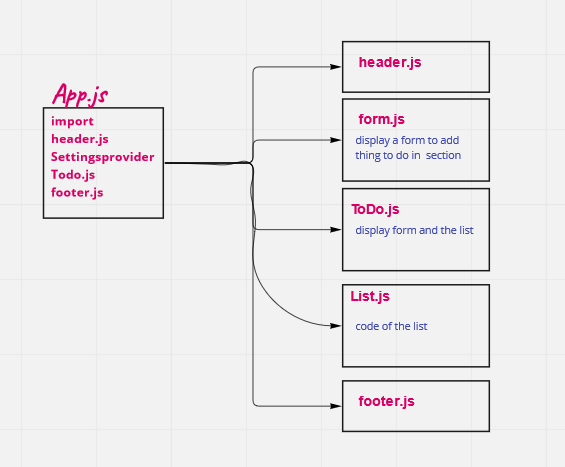 App.js
import
header.js
Settingsprovider
Todo.js
footer.js
header.js
form.js
display a form to add
thing to do in section
ToDo.js
display form and the list
List.js
code of the list
footer.js